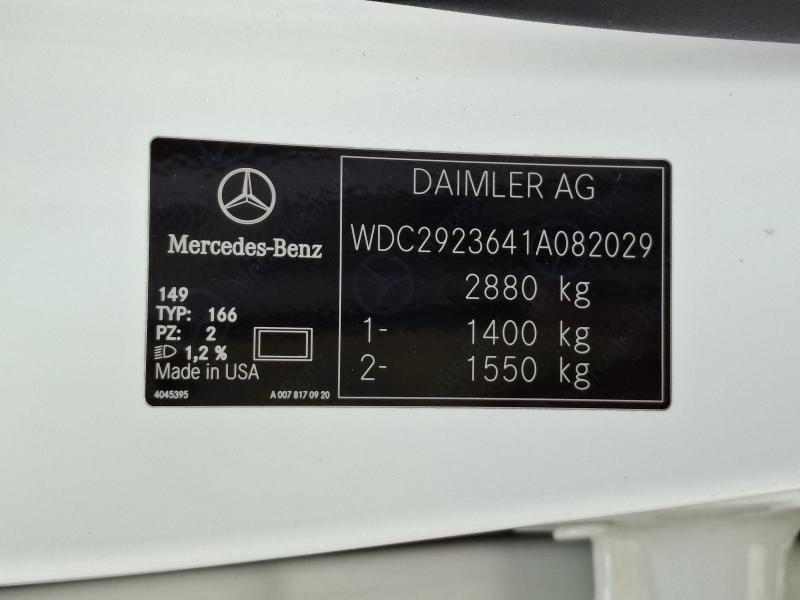 Mercedes-Benz
149
TYP: 166
PZ: 2
1,2 %
Made in USA
4045395
A 007 817 09 20
DAIMLER AG
WDC2923641A082029
2880 kg
1- 1400 kg
2- 1550 kg